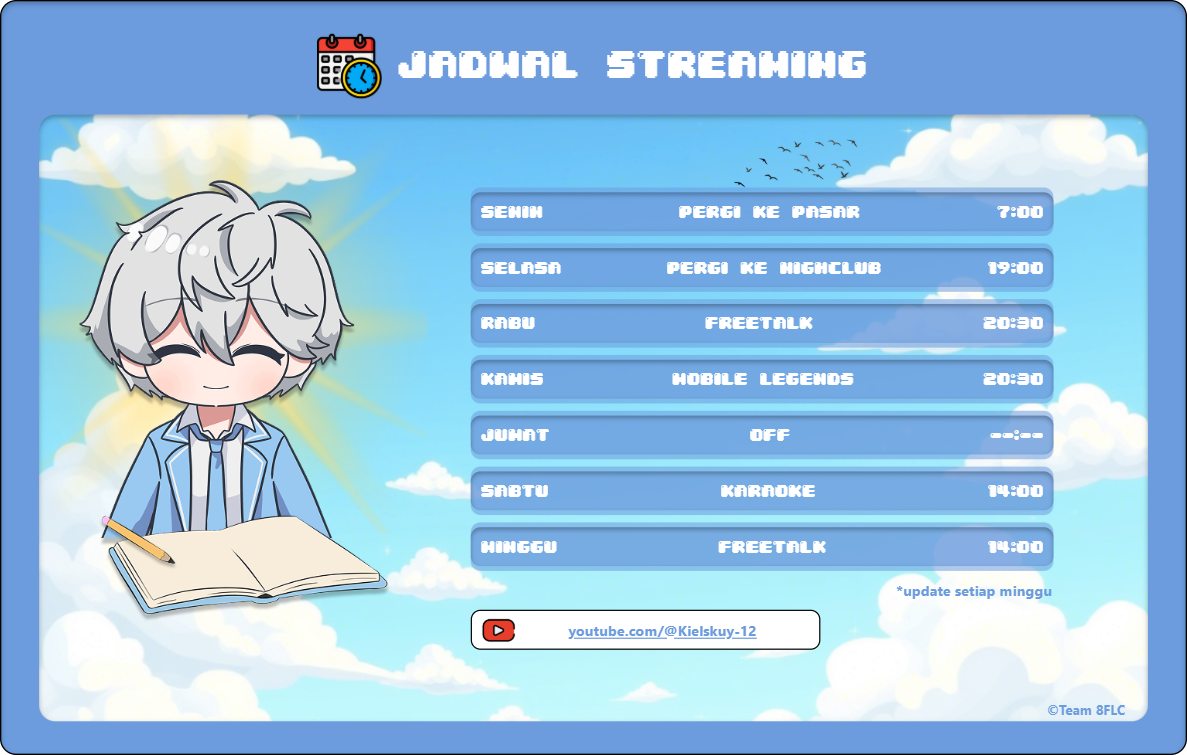 JADWAL STREAMING
SENIN PERGI KE PASAR 7:00
SELASA PERGI KE NIGHCLUB 19:00
RABU FREETALK 20:30
KAMIS MOBILE LEGENDS 20:30
JUMAT OFF --:--
SABTU KARAOKE 14:00
MINGGU FREETALK 14:00
*update setiap minggu
youtube.com/@Kielskuy-12
©Team 8FLC